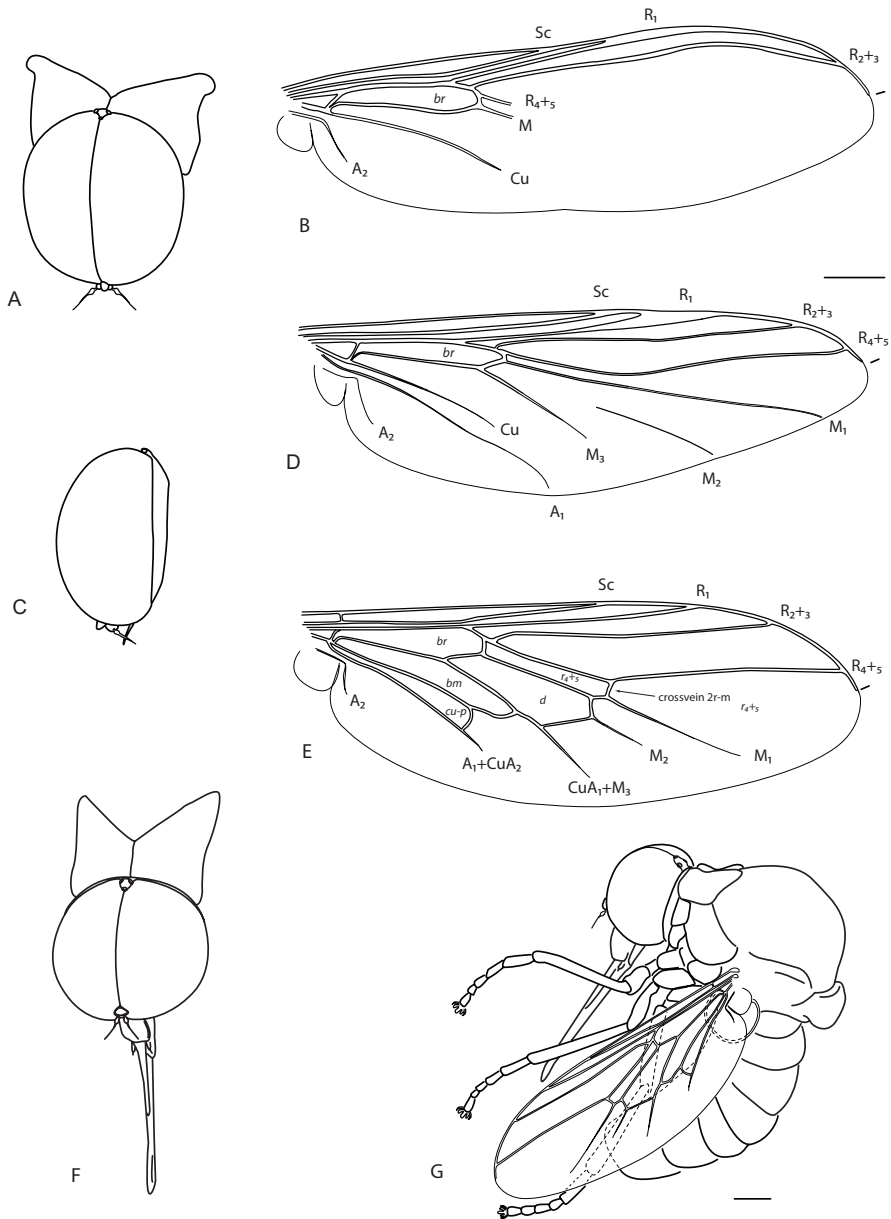 A
Sc
R₁
R₂+₃
br
R₄+₅
M
A₂
Cu
B
C
Sc
R₁
R₂+₃
R₄+₅
br
A₂
Cu
M₃
M₂
M₁
A₁
D
Sc
R₁
R₂+₃
R₄+₅
br
r₄+₅
crossvein 2r-m
r₄+₅
bm
d
cu-p
A₂
A₁+CuA₂
CuA₁+M₃
M₂
M₁
E
F
G